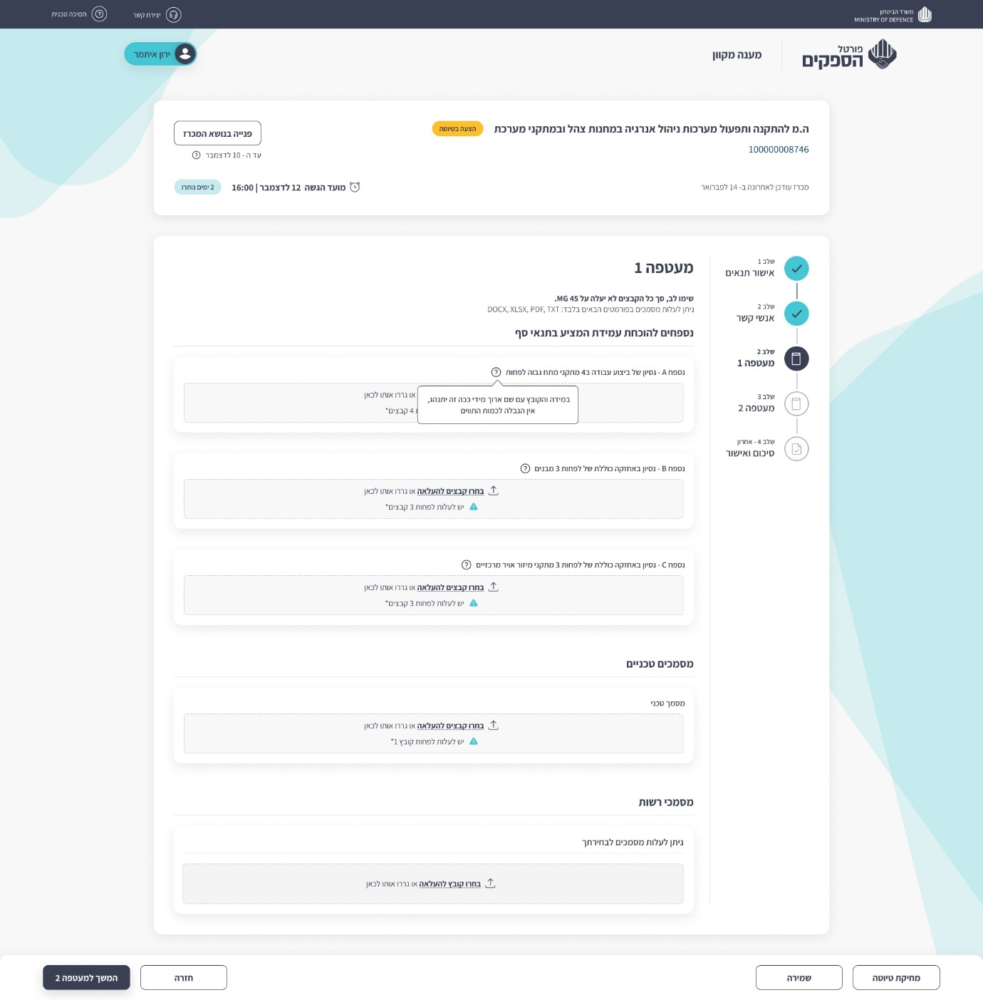 משרד הביטחון
MINISTRY OF DEFENCE
יצירת קשר
תמיכה טכנית
פורטל
הספקים
מענה מקוון
ירון איתמר
ה.מ להתקנה ותפעול מערכות ניהול אנרגיה במחנות צהל ובמתקני מערכת
הצעה בטיוטה
100000008746
פנייה בנושא המכרז
עד ה - 10 לדצמבר
מכרז עודכן לאחרונה ב- 14 לפברואר
מועד הגשה 12 לדצמבר | 16:00
2 ימים נותרו
שלב 1
אישור תנאים
שלב 2
אנשי קשר
שלב 2
מעטפה 1
שלב 3
מעטפה 2
שלב 4 - אחרון
סיכום ואישור
מעטפה 1
שימו לב, סך כל הקבצים לא יעלה על 45 MG.
ניתן לעלות מסמכים בפורמטים הבאים בלבד: DOCX, XLSX, PDF, TXT
נספחים להוכחת עמידת המציע בתנאי סף
נספח A - נסיון של ביצוע עבודה ב4 מתקני מתח גבוה לפחות
במידה והקובץ עם שם ארוך מידי ככה זה יתנהג,
אין הגבלה לכמות התווים
או גררו אותו לכאן
4 קבצים*
נספח B - נסיון באחזקה כוללת של לפחות 3 מבנים
בחרו קבצים להעלאה או גררו אותו לכאן
יש לעלות לפחות 3 קבצים*
נספח C - נסיון באחזקה כוללת של לפחות 3 מתקני מיזור אויר מרכזיים
בחרו קבצים להעלאה או גררו אותו לכאן
יש לעלות לפחות 3 קבצים*
מסמכים טכניים
מסמך טכני
בחרו קבצים להעלאה או גררו אותו לכאן
יש לעלות לפחות קובץ 1*
מסמכי רשות
ניתן לעלות מסמכים לבחירתך
בחרו קובץ להעלאה או גררו אותו לכאן
מחיקת טיוטה
שמירה
חזרה
המשך למעטפה 2